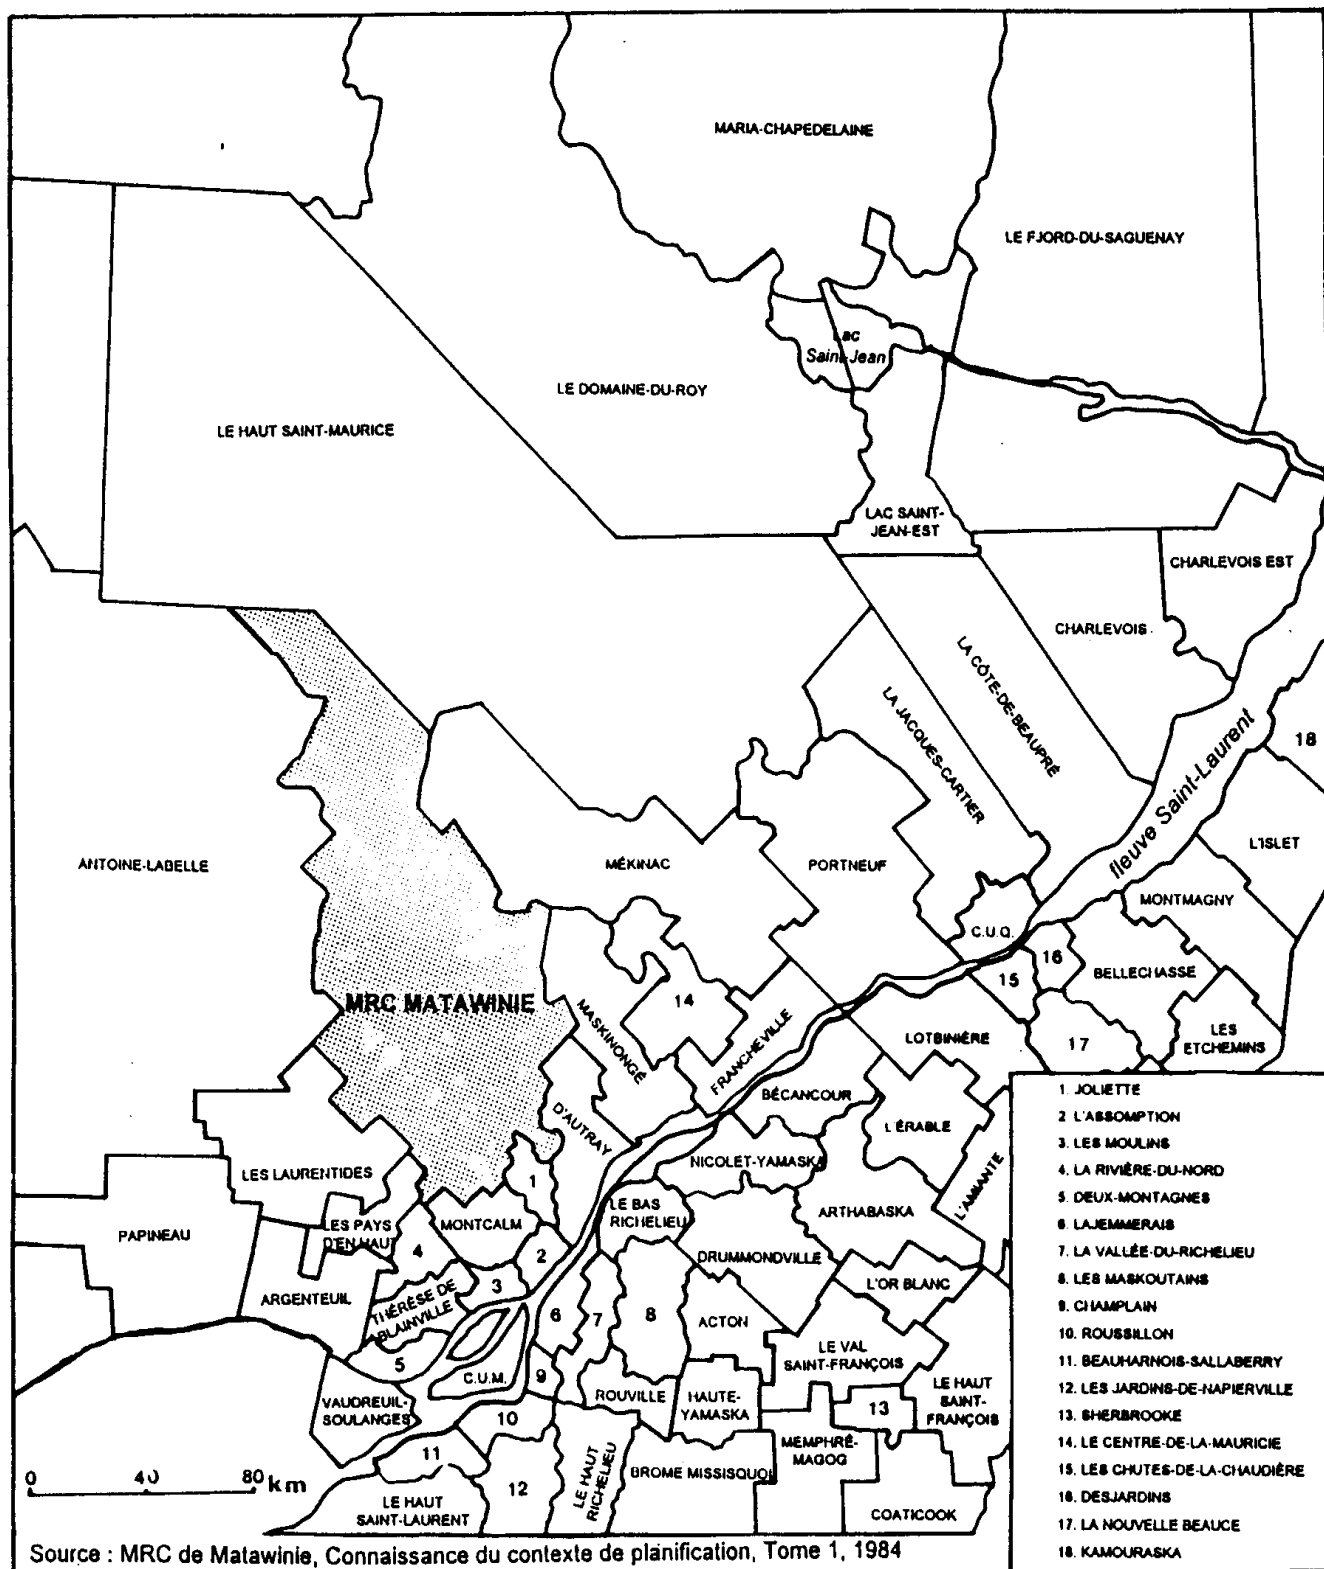 MARIA-CHAPEDELAINE
LE FJORD-DU-SAGUENAY
Lac
Saint-Jean
LE DOMAINE-DU-ROY
LE HAUT SAINT-MAURICE
LAC SAINT-
JEAN-EST
CHARLEVOIS EST
CHARLEVOIS
LA CÔTE-DE-BEAUPRÉ
LA JACQUES-CARTIER
fleuve Saint-Laurent
18
L'ISLET
ANTOINE-LABELLE
MÉKINAC
PORTNEUF
MONTMAGNY
C.U.Q.
16
BELLECHASSE
15
MRC MATAWINIE
MASKINONGÉ
14
FRANCHEVILLE
LOTBINIÈRE
17
LES
ETCHEMINS
BÉCANCOUR
D'AUTRAY
L'ÉRABLE
LES LAURENTIDES
1
NICOLET-YAMASKA
L'AMIANTE
PAPINEAU
LES PAYS
D'EN HAUT
MONTCALM
LE BAS
RICHELIEU
ARTHABASKA
4
2
DRUMMONDVILLE
ARGENTEUIL
THÉRÈSE DE
BLAINVILLE
3
L'OR BLANC
6
7
8
ACTON
5
LE VAL
SAINT-FRANÇOIS
C.U.M.
9
VAUDREUIL-
SOULANGES
ROUVILLE
HAUTE-
YAMASKA
LE HAUT
SAINT-
FRANÇOIS
10
13
11
MEMPHRÉ-
MAGOG
LE HAUT
RICHELIEU
BROME MISSISQUOI
12
LE HAUT
SAINT-LAURENT
COATICOOK
0 40 80 km
1. JOLIETTE
2 L'ASSOMPTION
3. LES MOULINS
4. LA RIVIÈRE-DU-NORD
5. DEUX-MONTAGNES
6. LAJEMMERAIS
7. LA VALLÉE-DU-RICHELIEU
8. LES MASKOUTAINS
9. CHAMPLAIN
10. ROUSSILLON
11. BEAUHARNOIS-SALLABERRY
12. LES JARDINS-DE-NAPIERVILLE
13. SHERBROOKE
14. LE CENTRE-DE-LA-MAURICIE
15. LES CHUTES-DE-LA-CHAUDIÈRE
16. DESJARDINS
17. LA NOUVELLE BEAUCE
18. KAMOURASKA
Source : MRC de Matawinie, Connaissance du contexte de planification, Tome 1, 1984